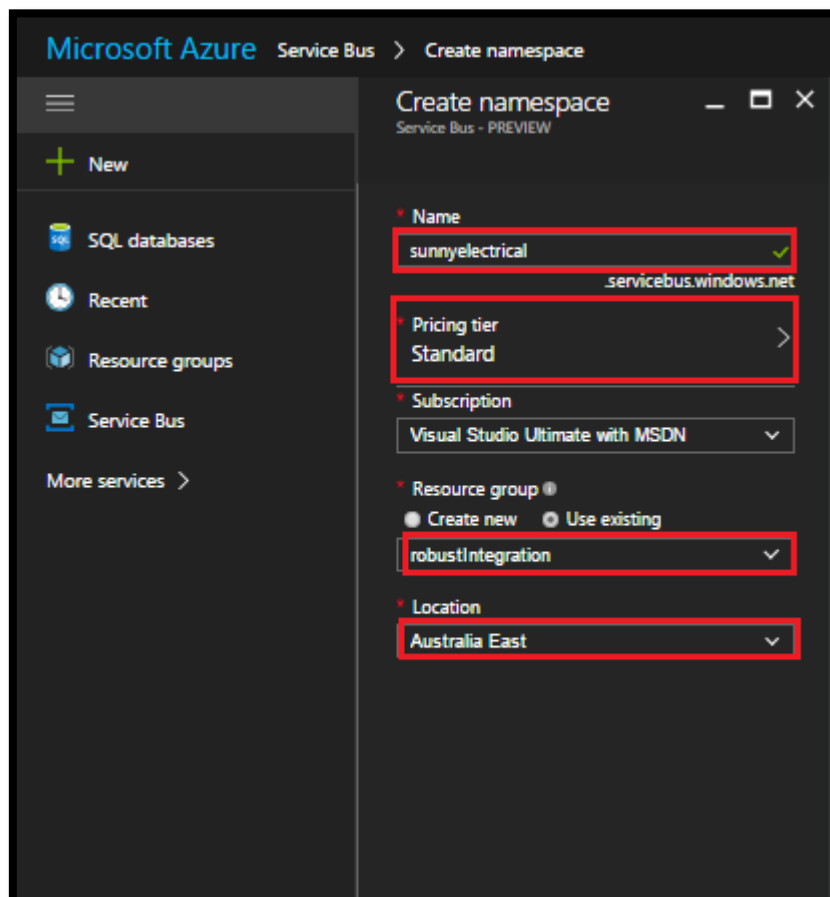 Microsoft Azure Service Bus > Create namespace
Create namespace
Service Bus - PREVIEW
New
SQL databases
Recent
Resource groups
Service Bus
More services >
* Name
sunnyelectrical
.servicebus.windows.net
* Pricing tier
Standard
* Subscription
Visual Studio Ultimate with MSDN
* Resource group
Create new Use existing
robustIntegration
* Location
Australia East